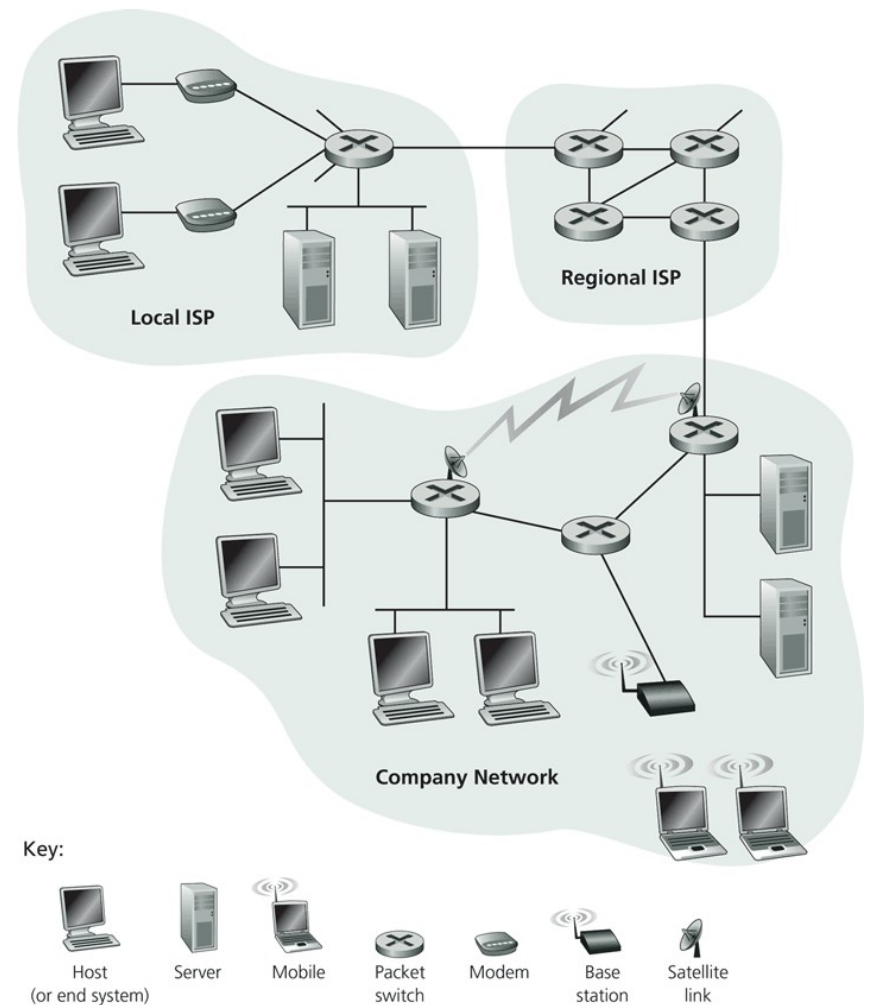 Local ISP
Regional ISP
Company Network
Key:
Host
(or end system)
Server
Mobile
Packet
switch
Modem
Base
station
Satellite
link